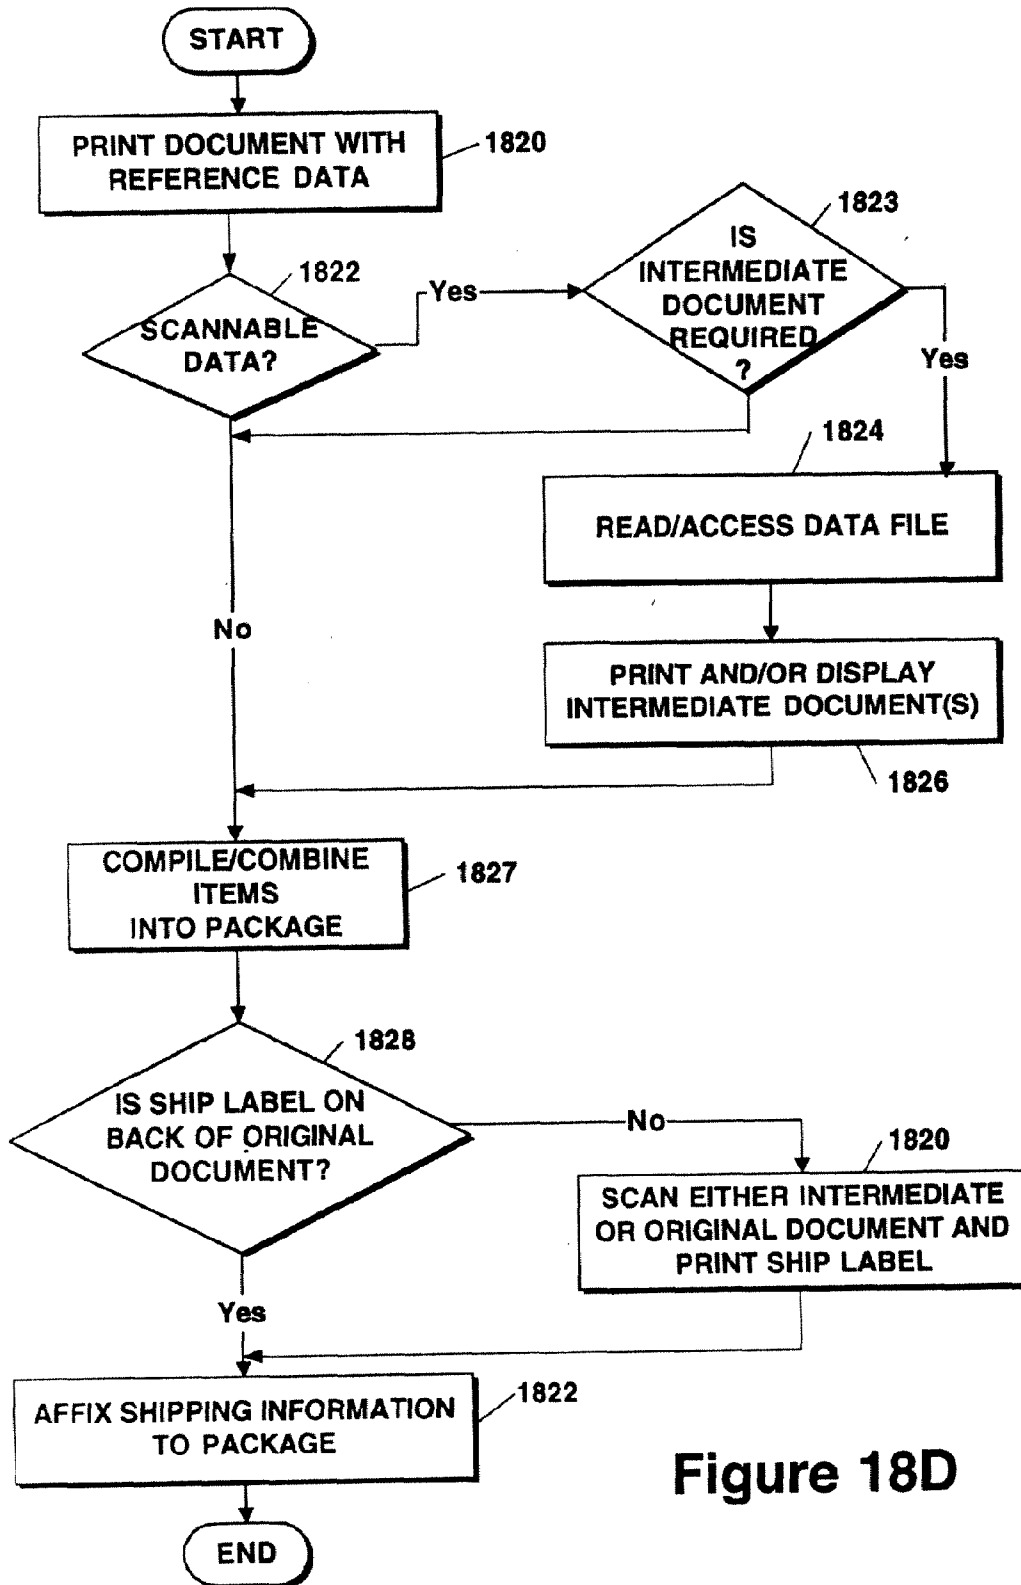 START
PRINT DOCUMENT WITH
REFERENCE DATA
1820
1822
SCANNABLE
DATA?
Yes
1823
IS
INTERMEDIATE
DOCUMENT
REQUIRED
?
Yes
1824
READ/ACCESS DATA FILE
No
PRINT AND/OR DISPLAY
INTERMEDIATE DOCUMENT(S)
1826
COMPILE/COMBINE
ITEMS
INTO PACKAGE
1827
1828
IS SHIP LABEL ON
BACK OF ORIGINAL
DOCUMENT?
No
1820
SCAN EITHER INTERMEDIATE
OR ORIGINAL DOCUMENT AND
PRINT SHIP LABEL
Yes
AFFIX SHIPPING INFORMATION
TO PACKAGE
1822
END
Figure 18D